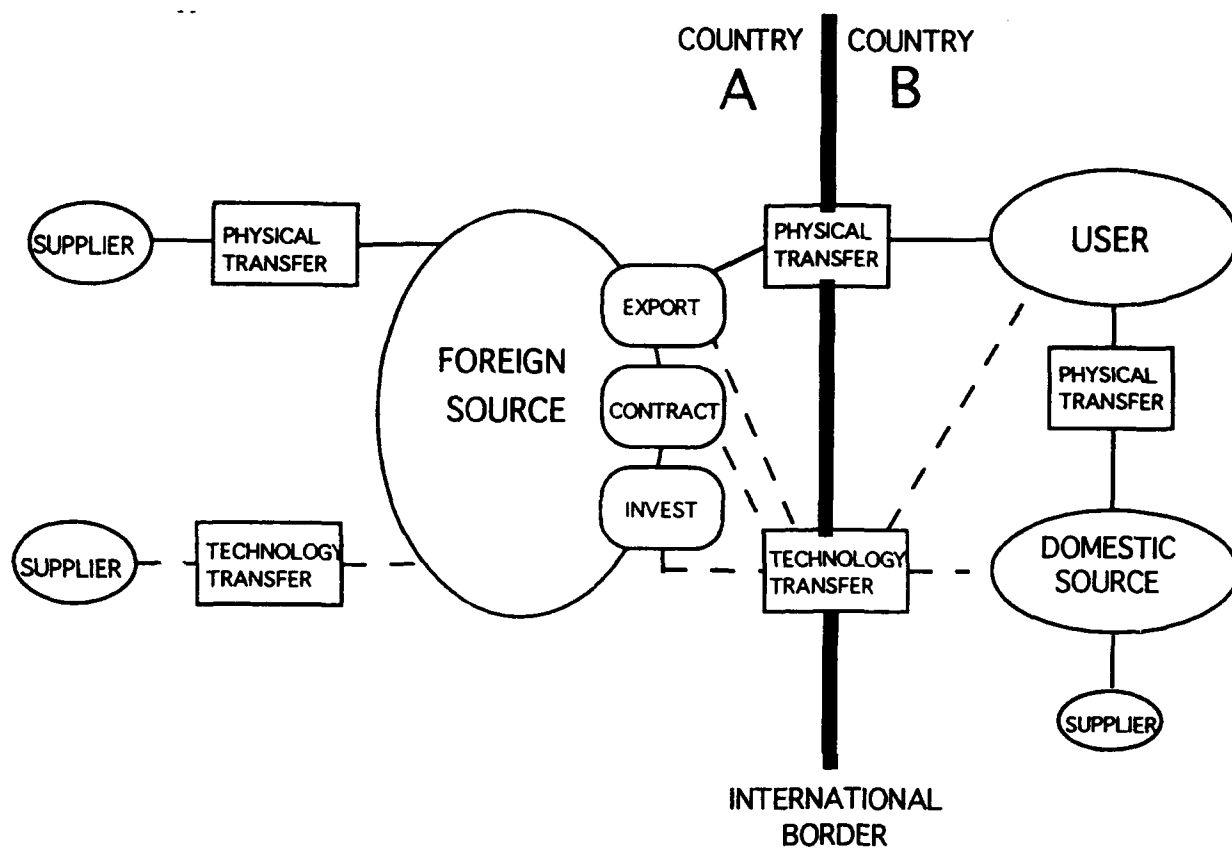 COUNTRY
A
COUNTRY
B
SUPPLIER
PHYSICAL
TRANSFER
PHYSICAL
TRANSFER
USER
EXPORT
FOREIGN
SOURCE
CONTRACT
PHYSICAL
TRANSFER
INVEST
SUPPLIER
TECHNOLOGY
TRANSFER
TECHNOLOGY
TRANSFER
DOMESTIC
SOURCE
SUPPLIER
INTERNATIONAL
BORDER